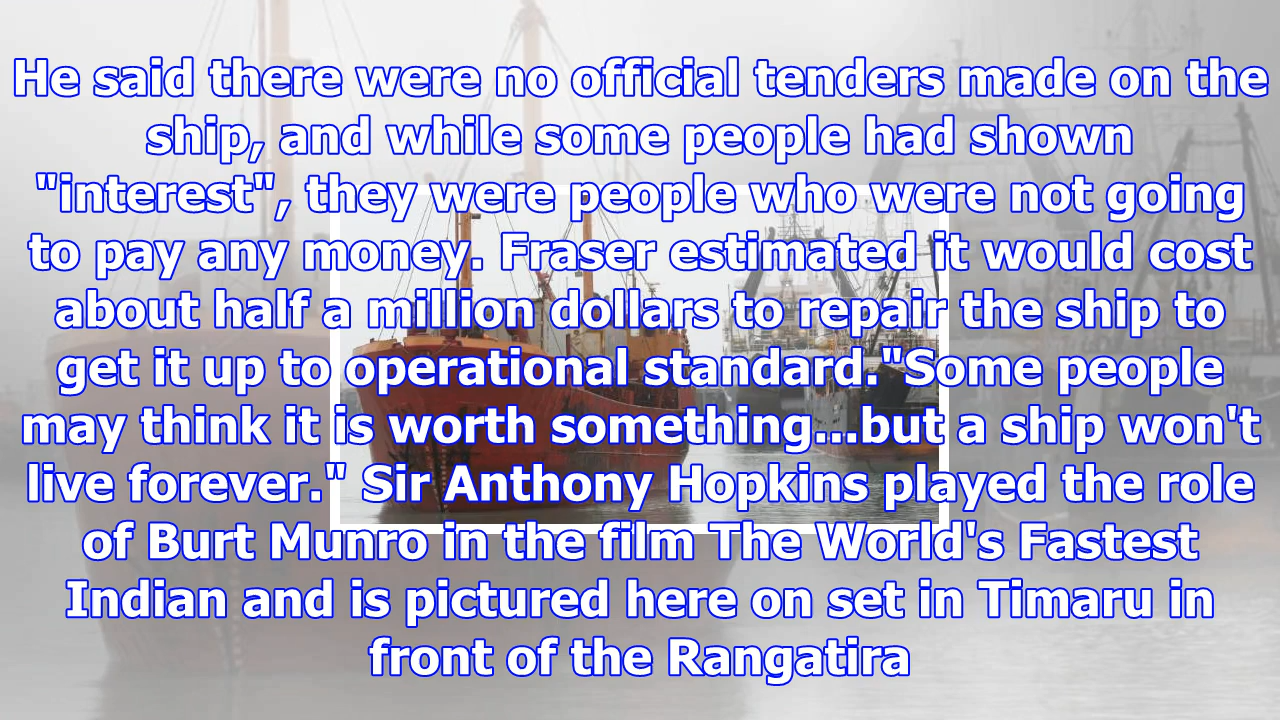 He said there were no official tenders made on the
ship, and while some people had shown
"interest", they were people who were not going
to pay any money. Fraser estimated it would cost
about half a million dollars to repair the ship to
get it up to operational standard."Some people
may think it is worth something...but a ship won't
live forever." Sir Anthony Hopkins played the role
of Burt Munro in the film The World's Fastest
Indian and is pictured here on set in Timaru in
front of the Rangatira